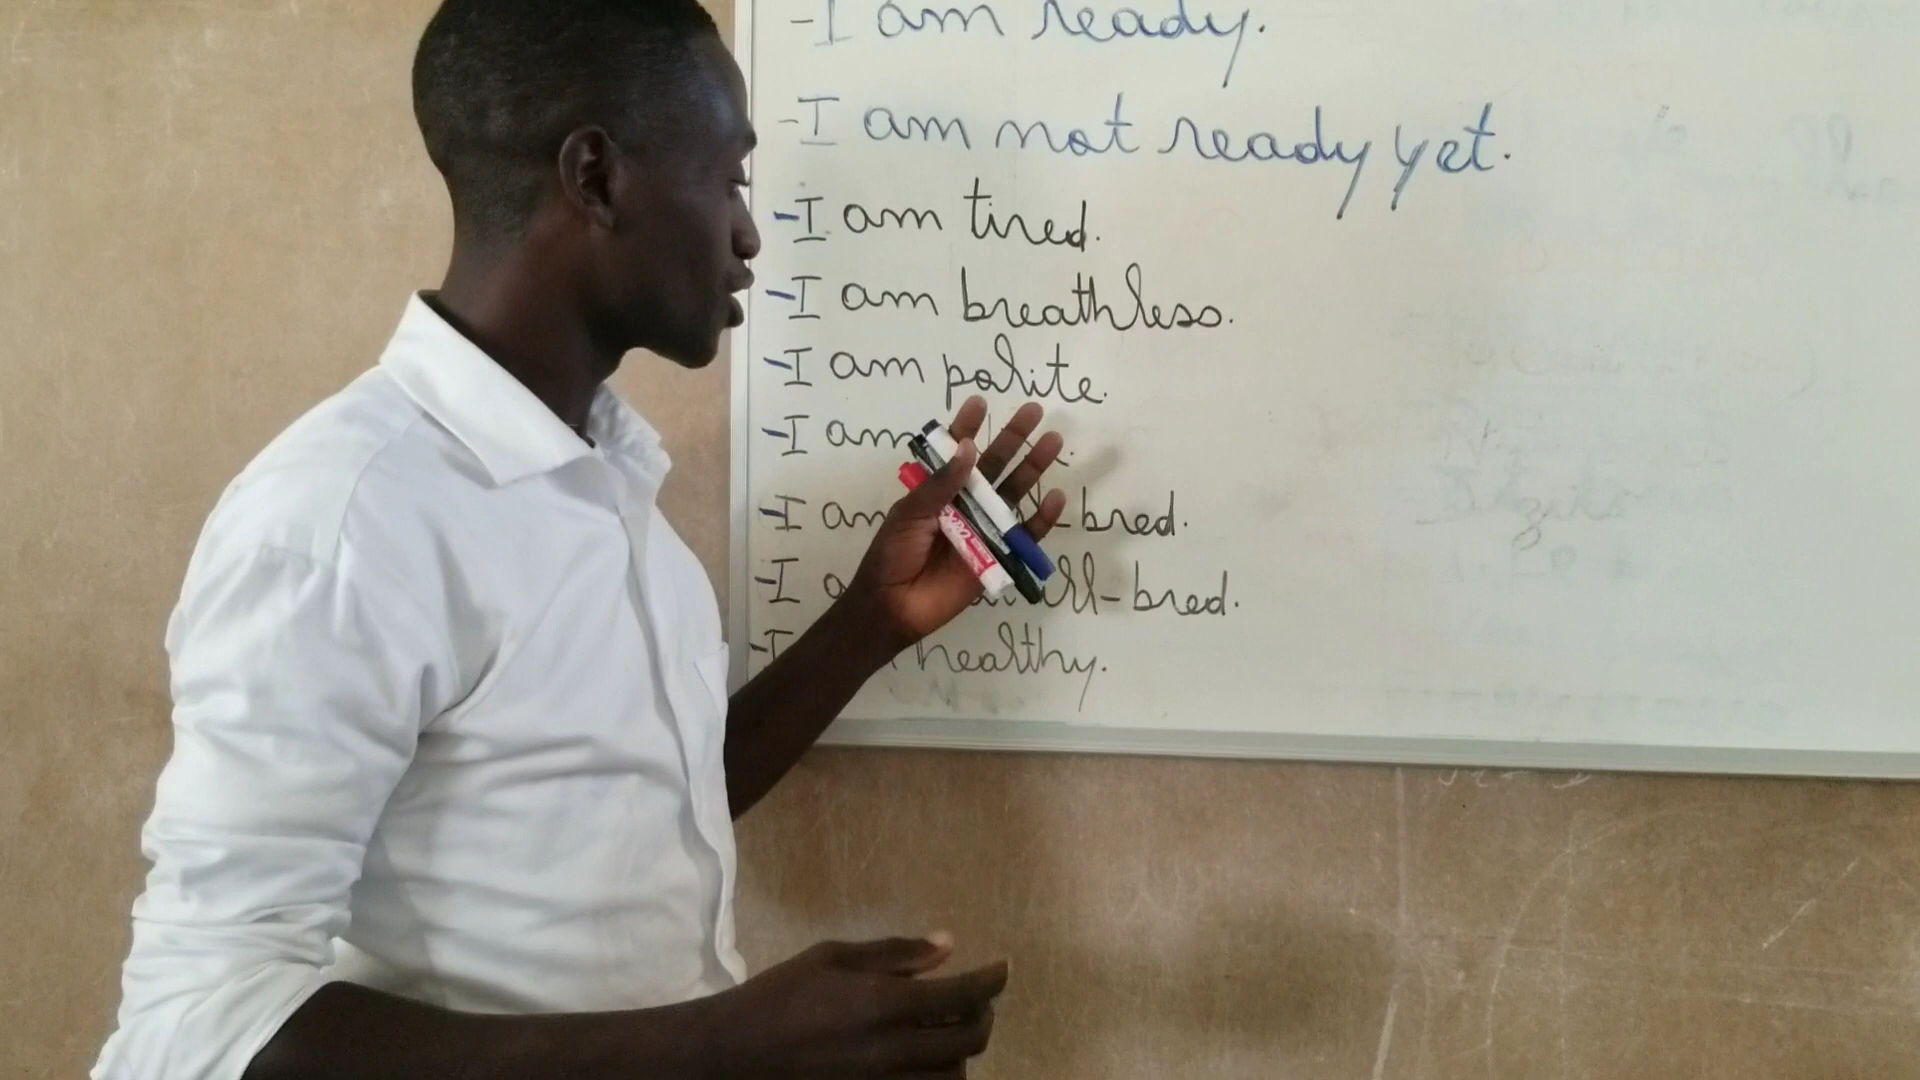 -I am ready.
-I am not ready yet.
-I am tired.
-I am breathless.
-I am polite.
-I am
-I am -bred.
-I -bred.
-I healthy.